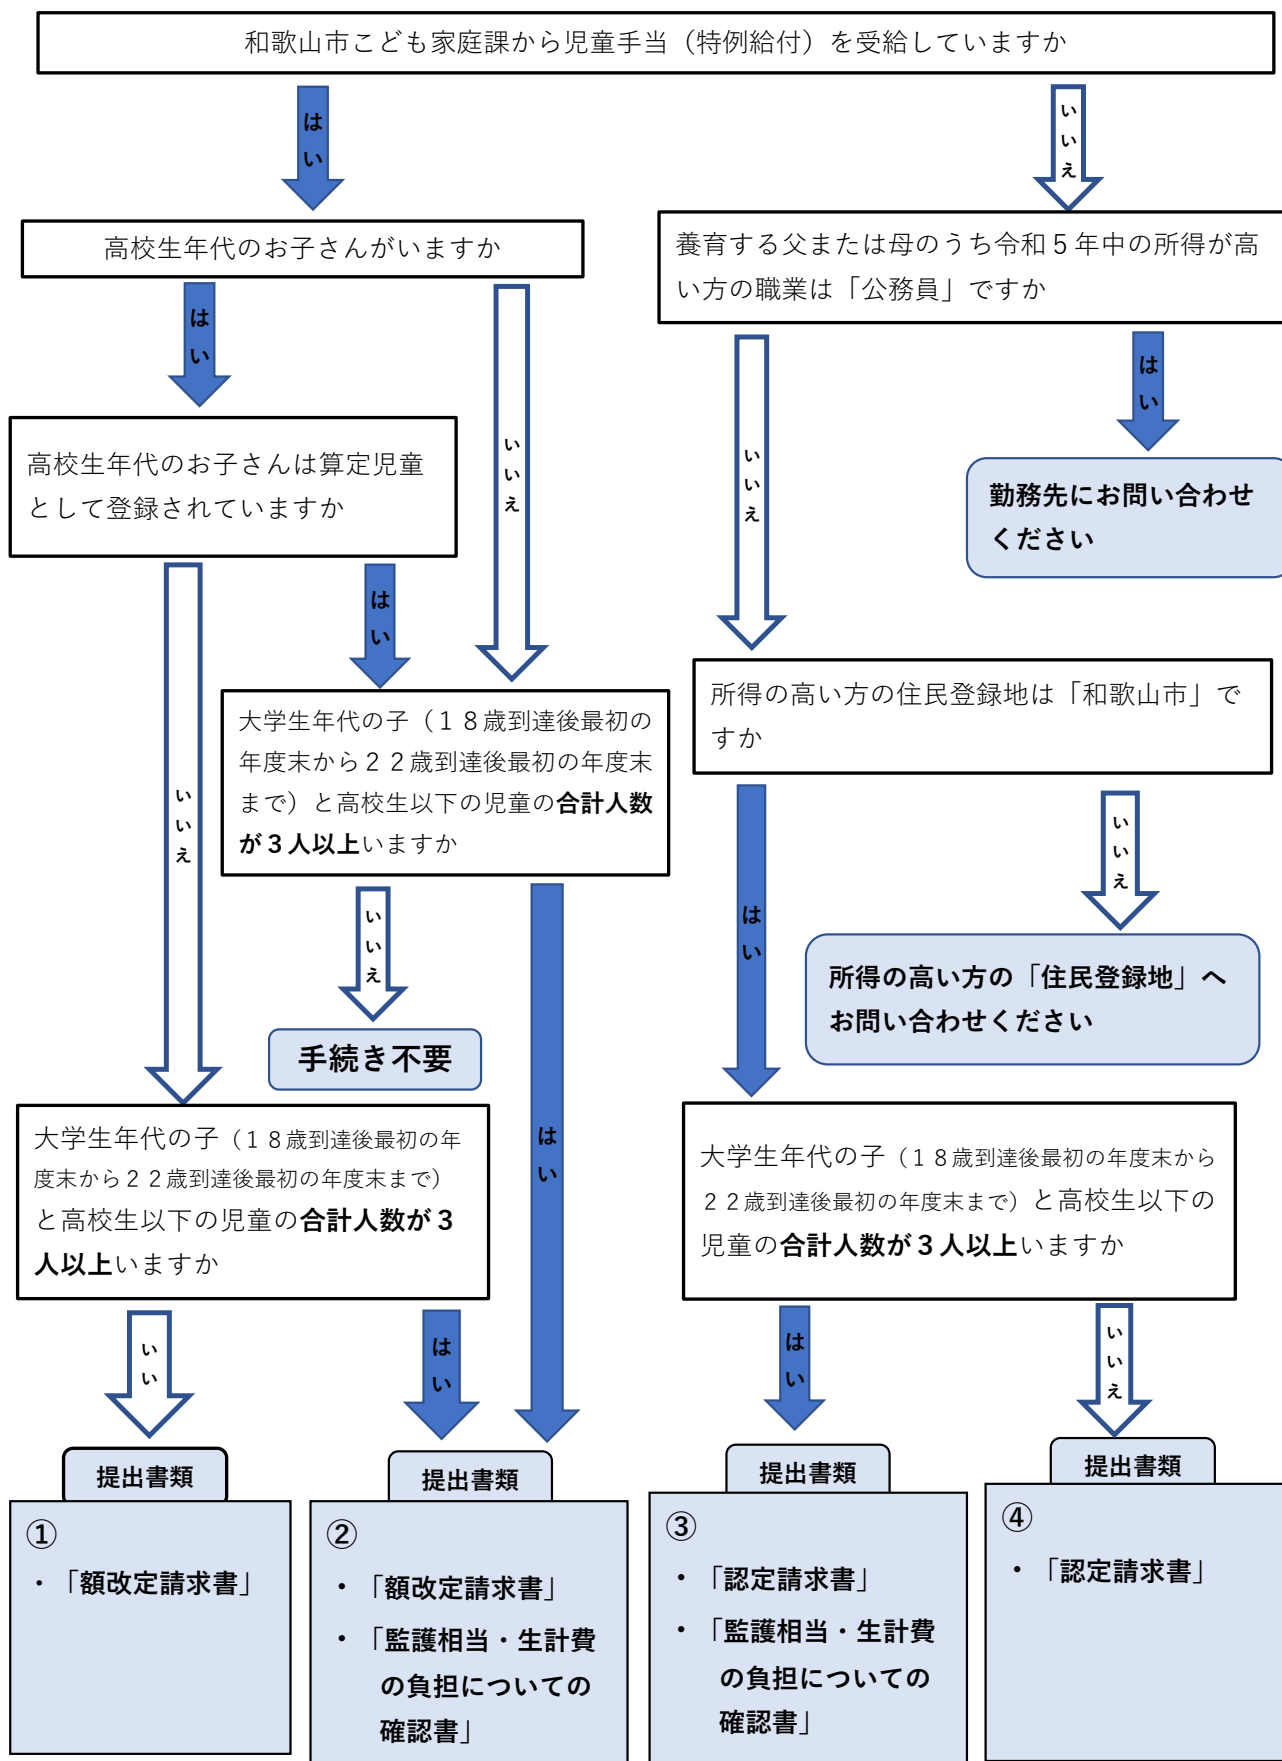 和歌山市こども家庭課から児童手当（特例給付）を受給していますか
はい
いいえ
高校生年代のお子さんがいますか
養育する父または母のうち令和５年中の所得が高
い方の職業は「公務員」ですか
はい
いいえ
いいえ
はい
高校生年代のお子さんは算定児童
として登録されていますか
勤務先にお問い合わせ
ください
いいえ
はい
大学生年代の子（１８歳到達後最初の
年度末から２２歳到達後最初の年度末
まで）と高校生以下の児童の合計人数
が３人以上いますか
所得の高い方の住民登録地は「和歌山市」で
すか
いいえ
はい
はい
いいえ
手続き不要
所得の高い方の「住民登録地」へ
お問い合わせください
大学生年代の子（１８歳到達後最初の年
度末から２２歳到達後最初の年度末まで）
と高校生以下の児童の合計人数が３
人以上いますか
大学生年代の子（１８歳到達後最初の年度末から
２２歳到達後最初の年度末まで）と高校生以下の
児童の合計人数が３人以上いますか
いい
はい
はい
いいえ
提出書類
①
・「額改定請求書」
提出書類
②
・「額改定請求書」
・「監護相当・生計費
の負担についての
確認書」
提出書類
③
・「認定請求書」
・「監護相当・生計費
の負担についての
確認書」
提出書類
④
・「認定請求書」